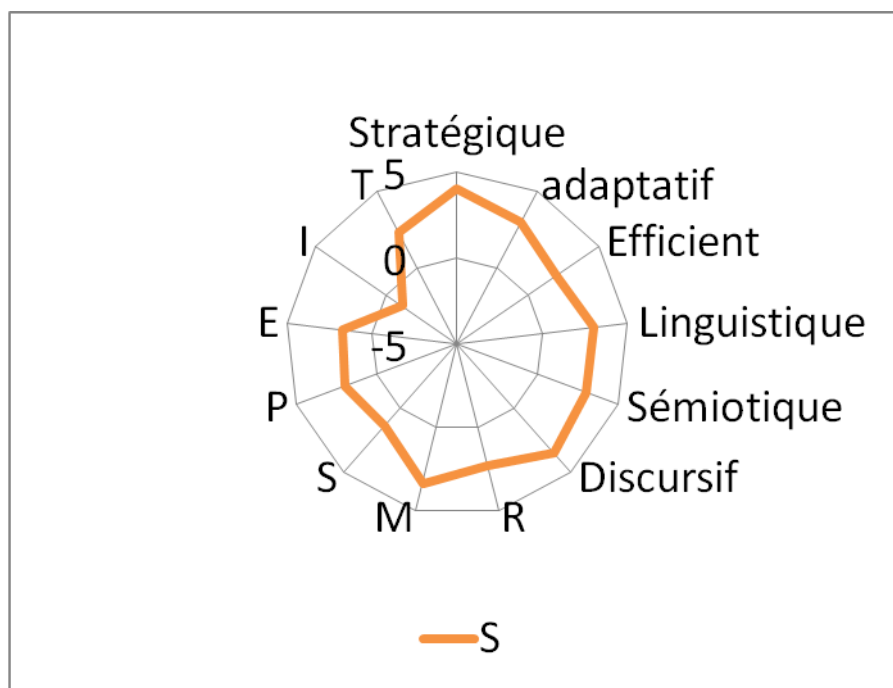 Stratégique
5
T
adaptatif
I
Efficient
0
E
Linguistique
-5
P
Sémiotique
S
Discursif
M
R
S